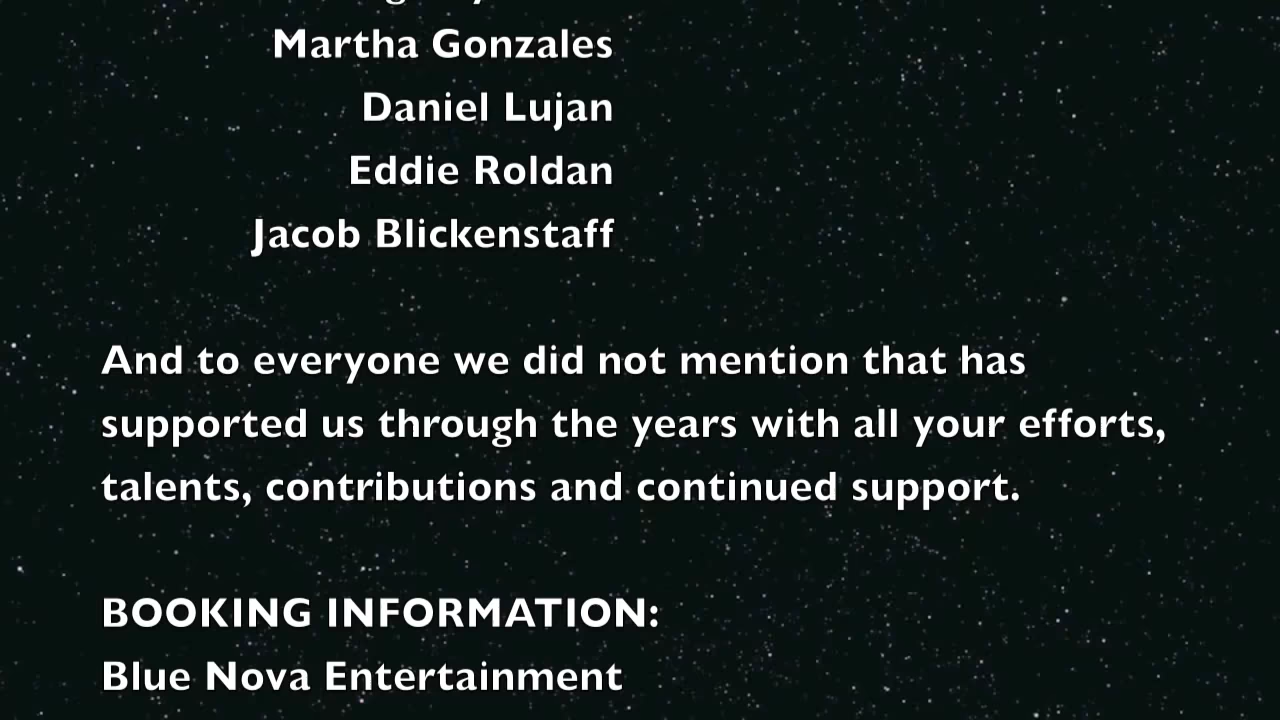 Martha Gonzales
Daniel Lujan
Eddie Roldan
Jacob Blickenstaff
And to everyone we did not mention that has
supported us through the years with all your efforts,
talents, contributions and continued support.
BOOKING INFORMATION:
Blue Nova Entertainment